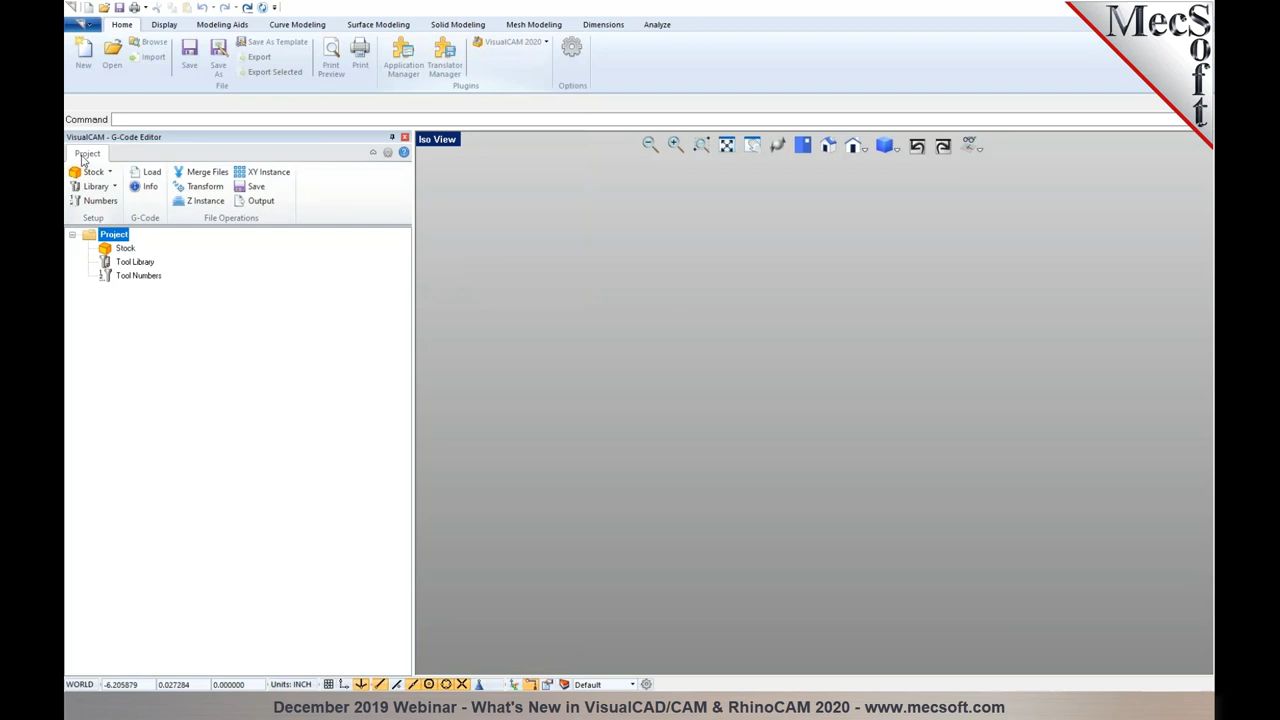 Home Display Modeling Aids Curve Modeling Surface Modeling Solid Modeling Mesh Modeling Dimensions Analyze
New
Open
Browse
Import
Save
Save As
Save As Template
Export
Export Selected
File
Print Preview
Print
Application Manager
Translator Manager
VisualCAM 2020
Plugins
Options
MecSoft
Command
VisualCAM - G-Code Editor
Project
Stock Load Merge Files XY Instance
Library Info Transform Save
Numbers Z Instance Output
Setup G-Code File Operations
Project
Stock
Tool Library
Tool Numbers
Iso View
WORLD -6.205879 0.027284 0.000000 Units: INCH Default
December 2019 Webinar - What's New in VisualCAD/CAM & RhinoCAM 2020 - www.mecsoft.com